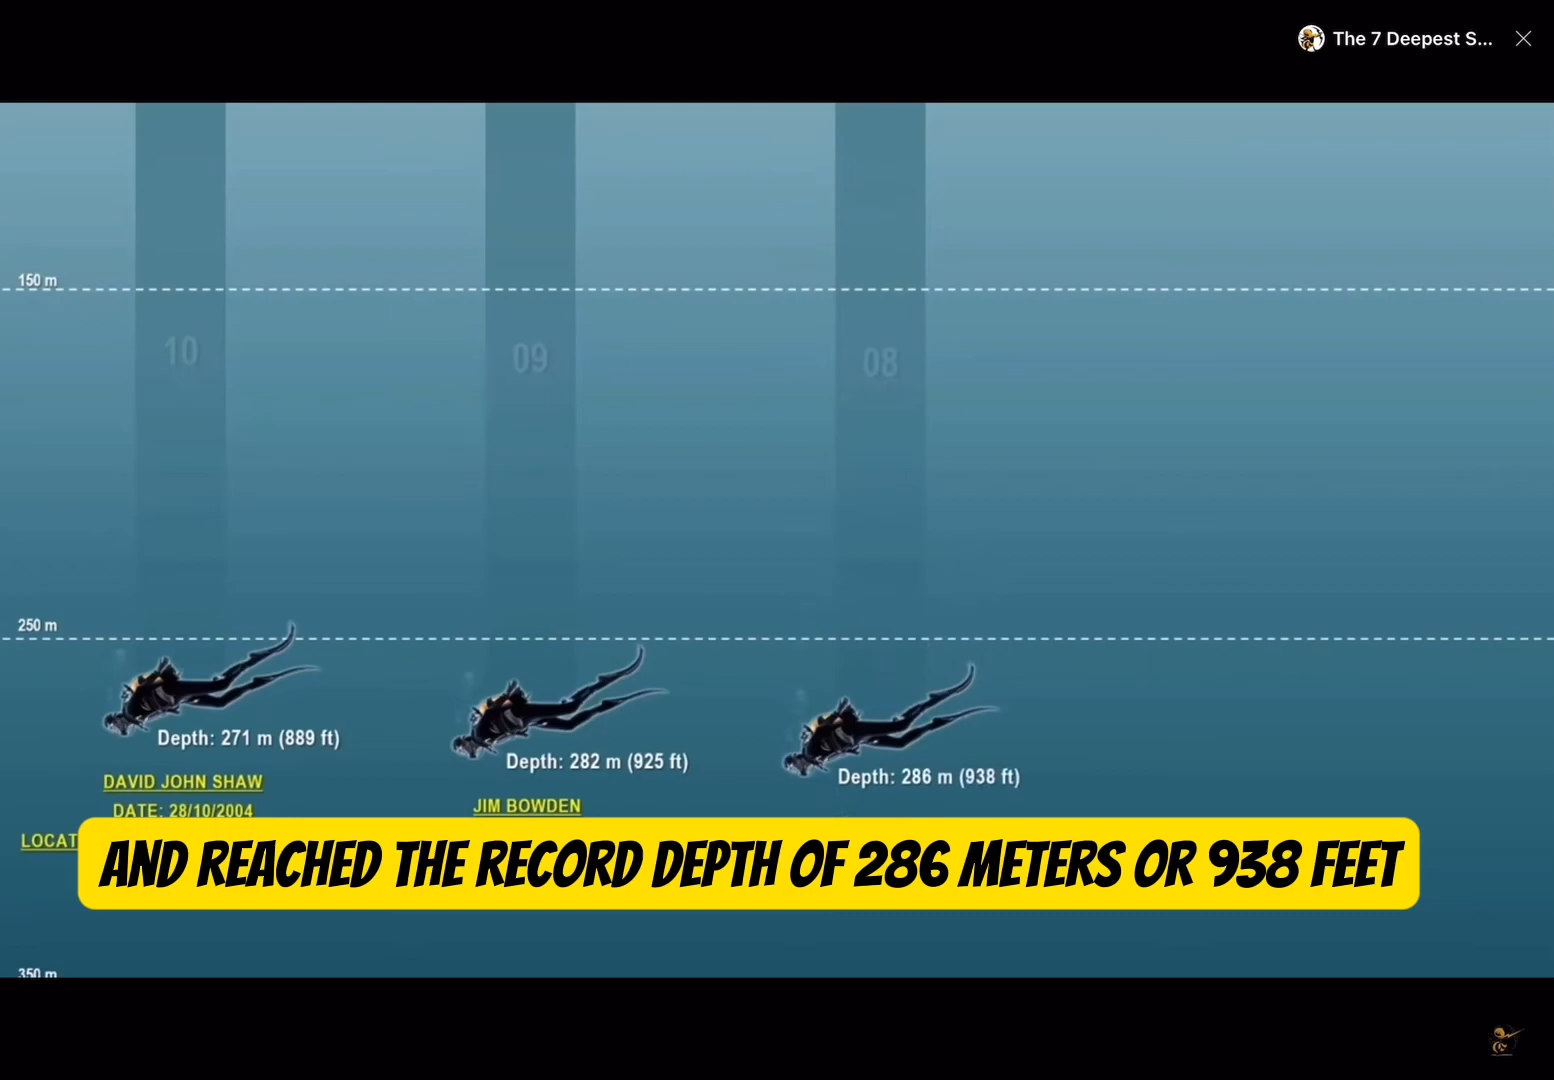 The 7 Deepest S...
150 m
10
09
08
250 m
Depth: 271 m (889 ft)
Depth: 282 m (925 ft)
Depth: 286 m (938 ft)
DAVID JOHN SHAW
JIM BOWDEN
DATE: 28/10/2004
LOCAT
AND REACHED THE RECORD DEPTH OF 286 METERS OR 938 FEET
350 m